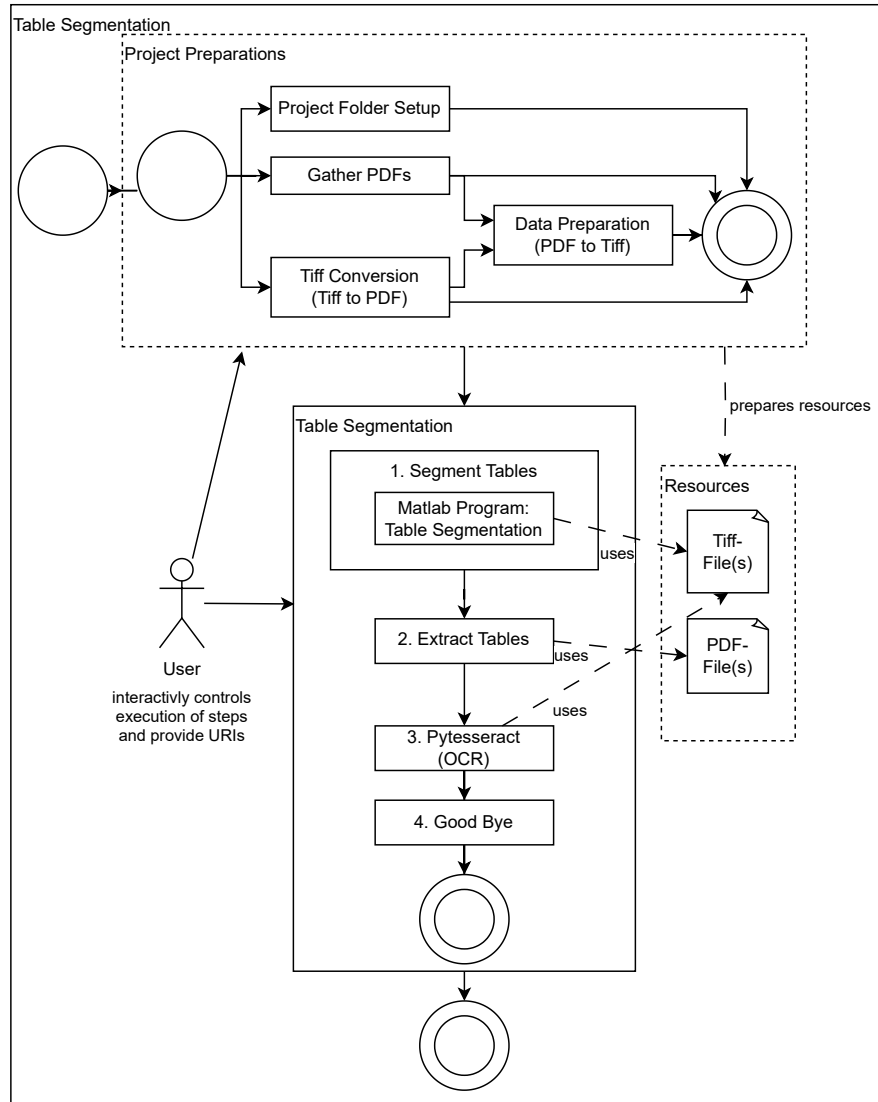 Table Segmentation
Project Preparations
Project Folder Setup
Gather PDFs
Data Preparation
(PDF to Tiff)
Tiff Conversion
(Tiff to PDF)
prepares resources
Table Segmentation
1. Segment Tables
Matlab Program:
Table Segmentation
uses
Resources
Tiff-
File(s)
2. Extract Tables
uses
PDF-
File(s)
User
interactivly controls
execution of steps
and provide URIs
uses
3. Pytesseract
(OCR)
4. Good Bye